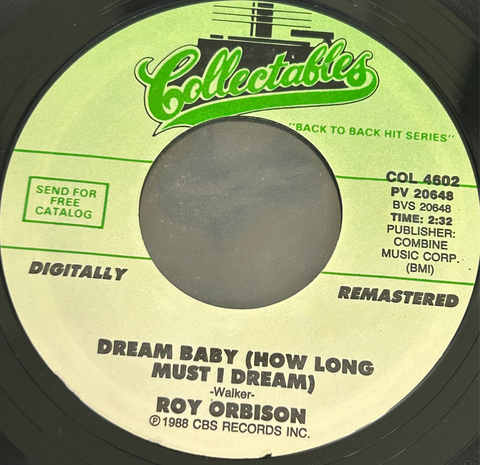 Collectables
"BACK TO BACK HIT SERIES"
SEND FOR
FREE
CATALOG
COL 4602
PV 20648
BVS 20648
TIME: 2:32
PUBLISHER:
COMBINE
MUSIC CORP.
(BMI)
DIGITALLY
REMASTERED
DREAM BABY (HOW LONG
MUST I DREAM)
-Walker-
ROY ORBISON
℗ 1988 CBS RECORDS INC.